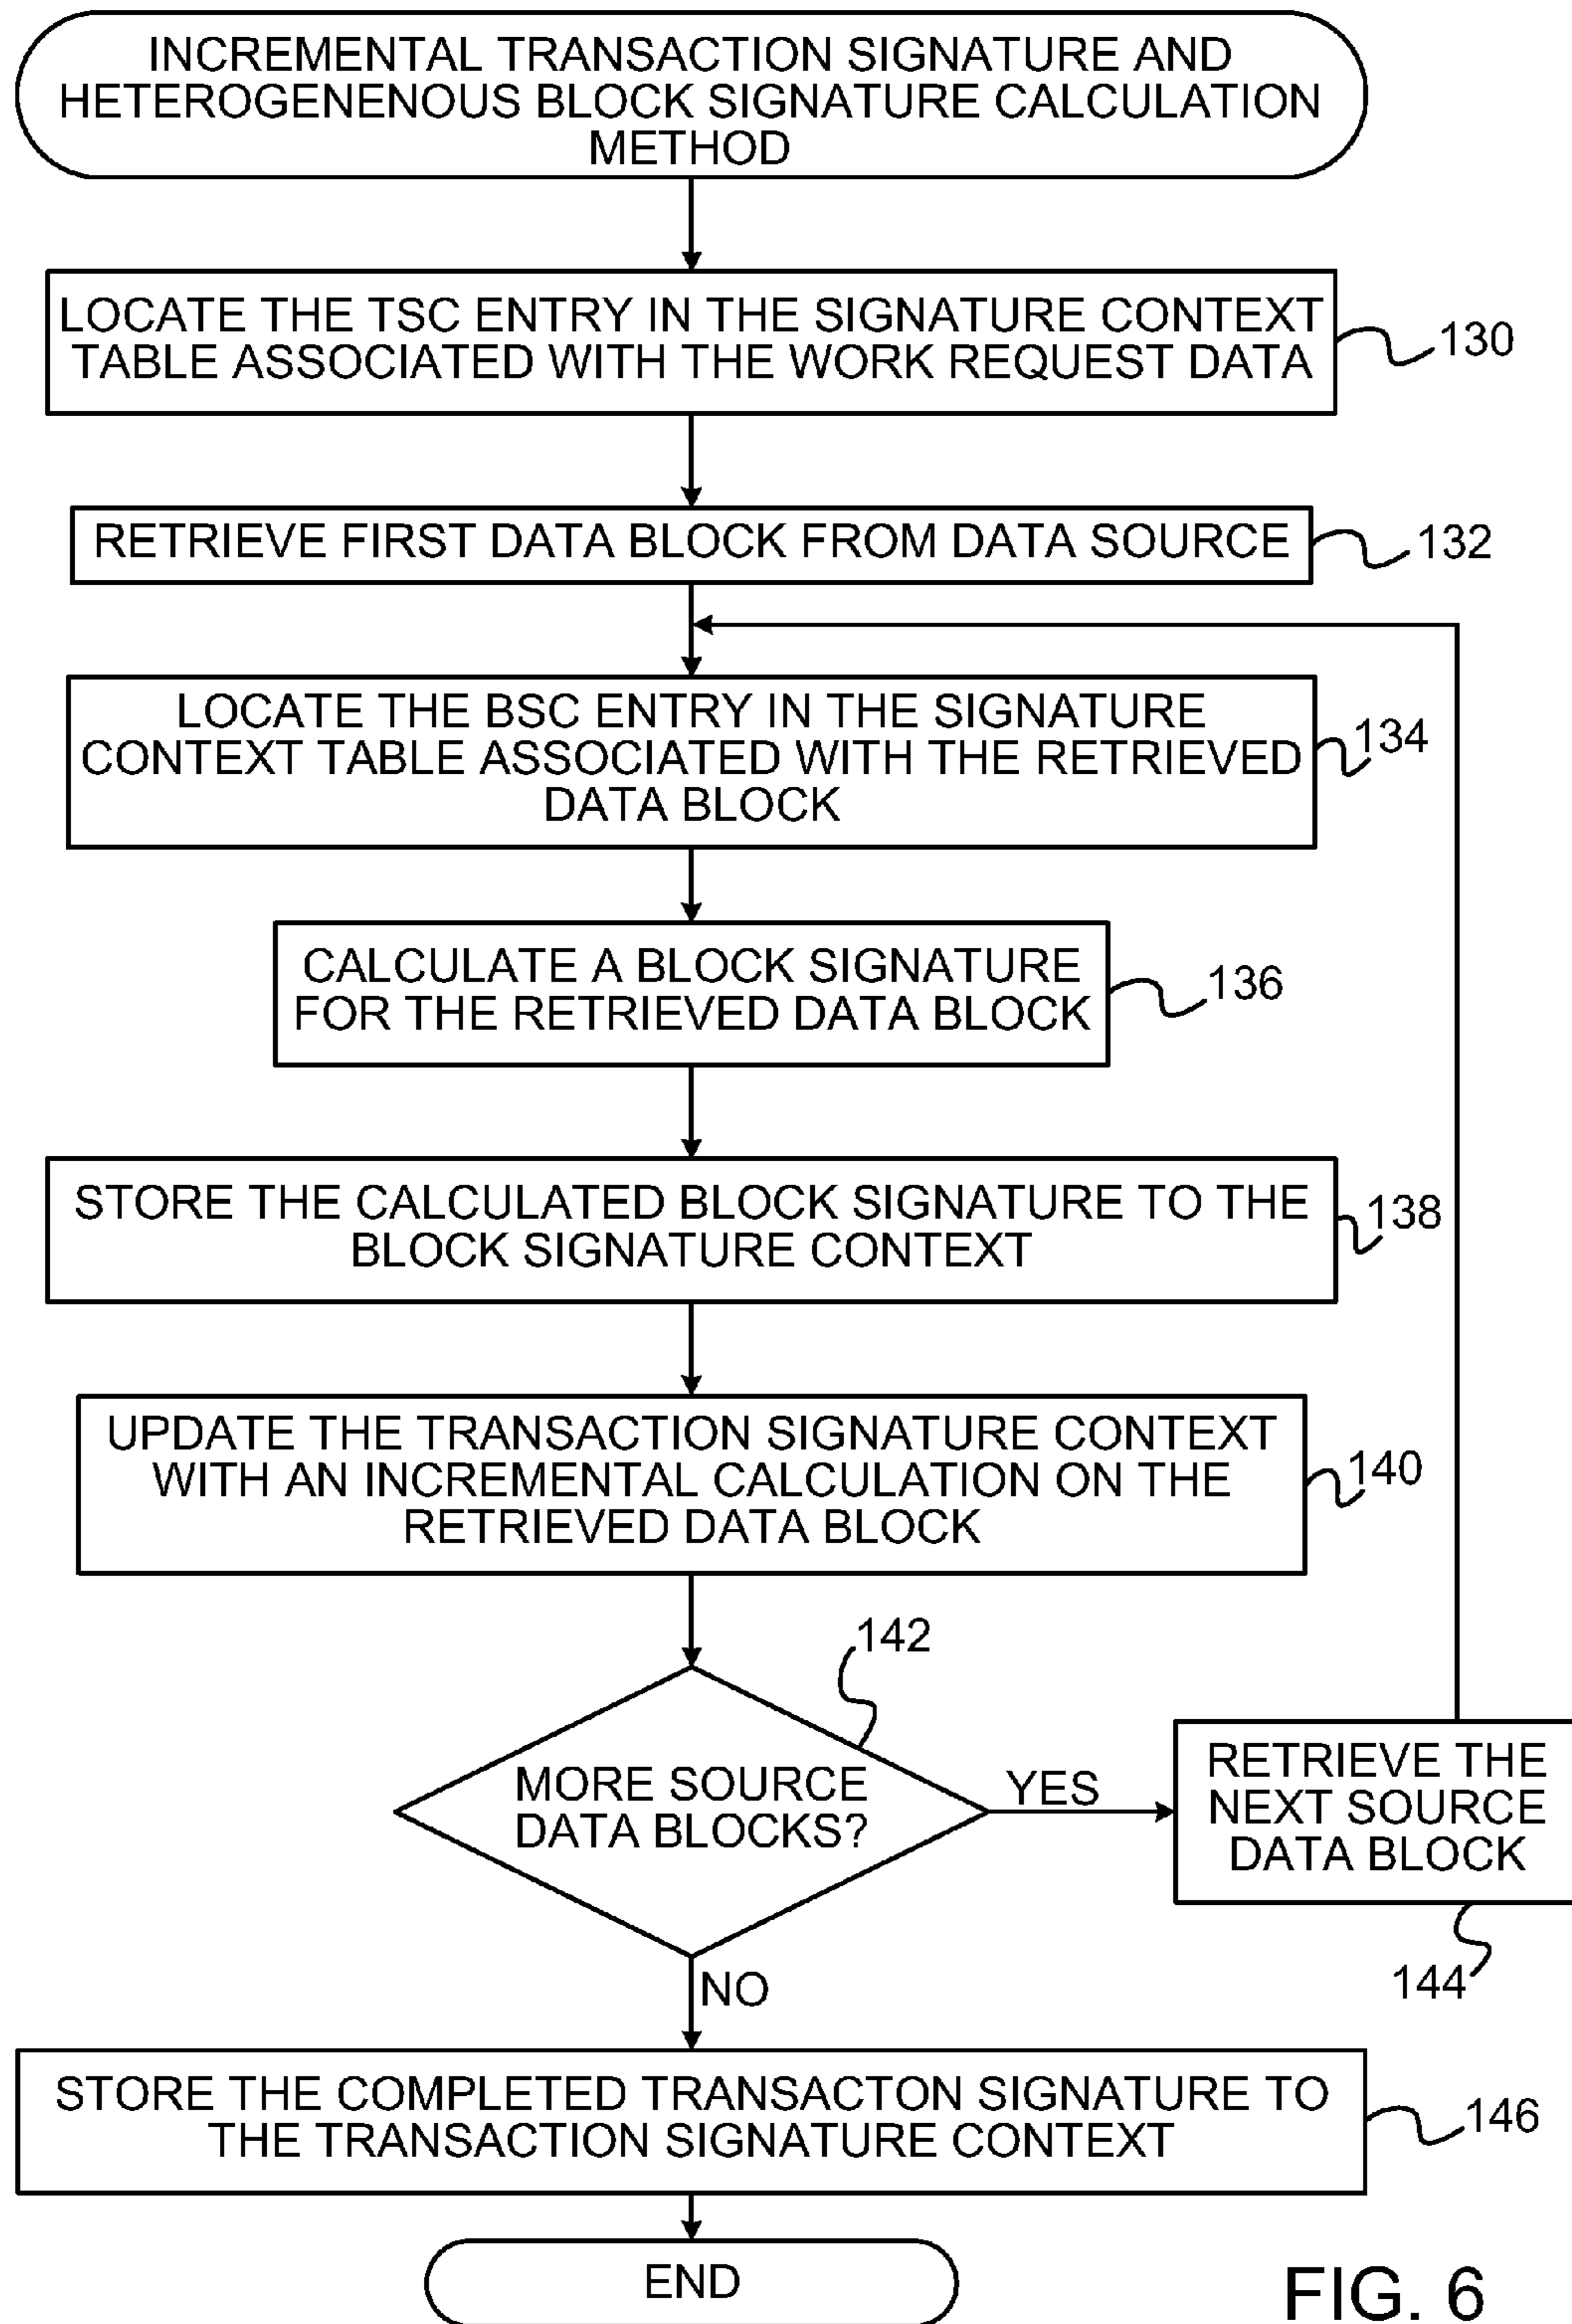 INCREMENTAL TRANSACTION SIGNATURE AND
HETEROGENENOUS BLOCK SIGNATURE CALCULATION
METHOD
LOCATE THE TSC ENTRY IN THE SIGNATURE CONTEXT
TABLE ASSOCIATED WITH THE WORK REQUEST DATA
130
RETRIEVE FIRST DATA BLOCK FROM DATA SOURCE
132
LOCATE THE BSC ENTRY IN THE SIGNATURE
CONTEXT TABLE ASSOCIATED WITH THE RETRIEVED
DATA BLOCK
134
CALCULATE A BLOCK SIGNATURE
FOR THE RETRIEVED DATA BLOCK
136
STORE THE CALCULATED BLOCK SIGNATURE TO THE
BLOCK SIGNATURE CONTEXT
138
UPDATE THE TRANSACTION SIGNATURE CONTEXT
WITH AN INCREMENTAL CALCULATION ON THE
RETRIEVED DATA BLOCK
140
142
MORE SOURCE
DATA BLOCKS?
YES
RETRIEVE THE
NEXT SOURCE
DATA BLOCK
144
NO
STORE THE COMPLETED TRANSACTON SIGNATURE TO
THE TRANSACTION SIGNATURE CONTEXT
146
END
FIG. 6